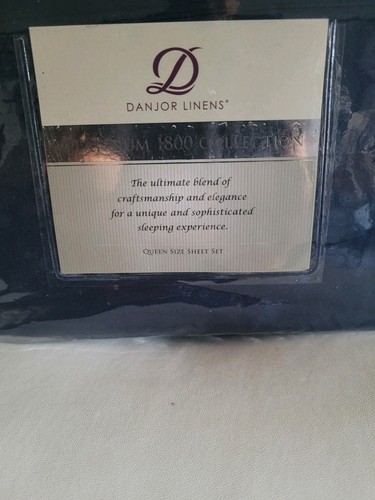 D
DANJOR LINENS®
1800 COLLECTION
The ultimate blend of
craftsmanship and elegance
for a unique and sophisticated
sleeping experience.
QUEEN SIZE SHEET SET